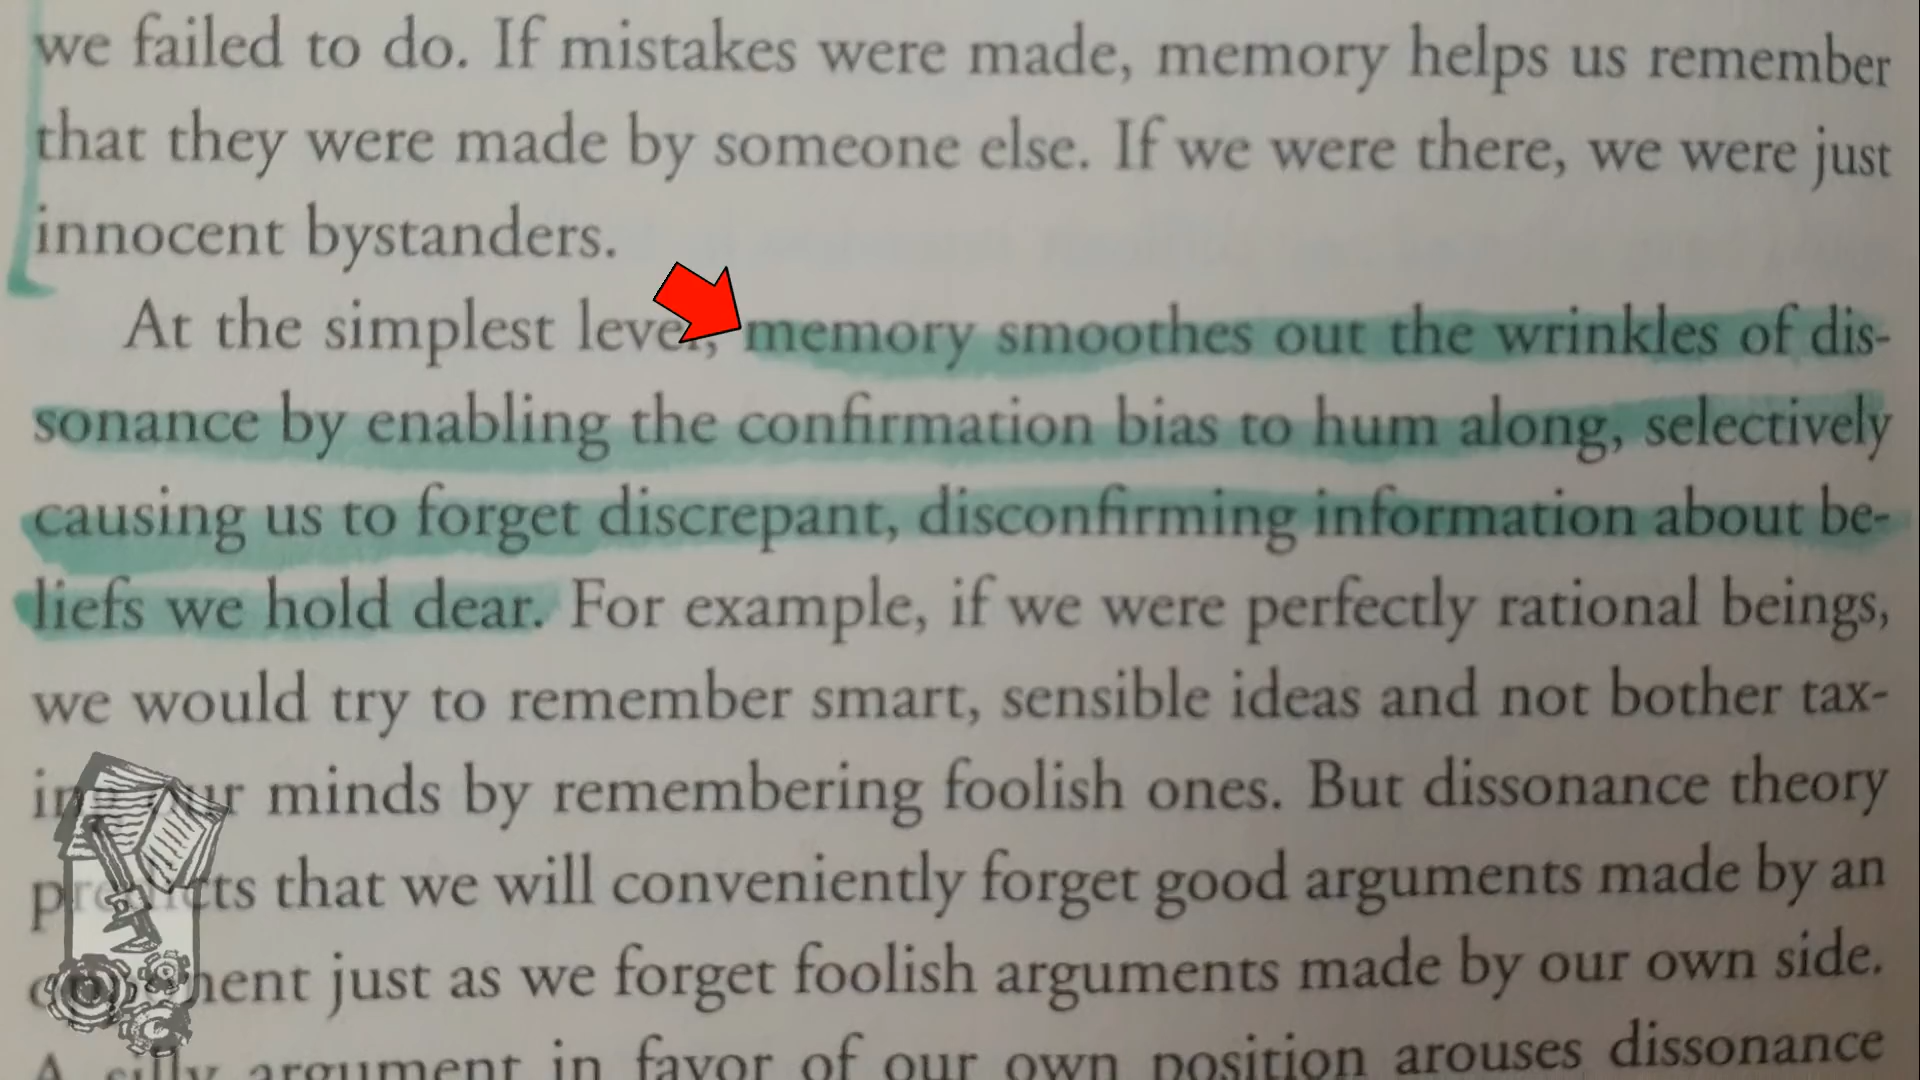 we failed to do. If mistakes were made, memory helps us remember
that they were made by someone else. If we were there, we were just
innocent bystanders.
At the simplest level, memory smoothes out the wrinkles of dis-
sonance by enabling the confirmation bias to hum along, selectively
causing us to forget discrepant, disconfirming information about be-
liefs we hold dear. For example, if we were perfectly rational beings,
we would try to remember smart, sensible ideas and not bother tax-
ing our minds by remembering foolish ones. But dissonance theory
predicts that we will conveniently forget good arguments made by an
opponent just as we forget foolish arguments made by our own side.
A silly argument in favor of our own position arouses dissonance